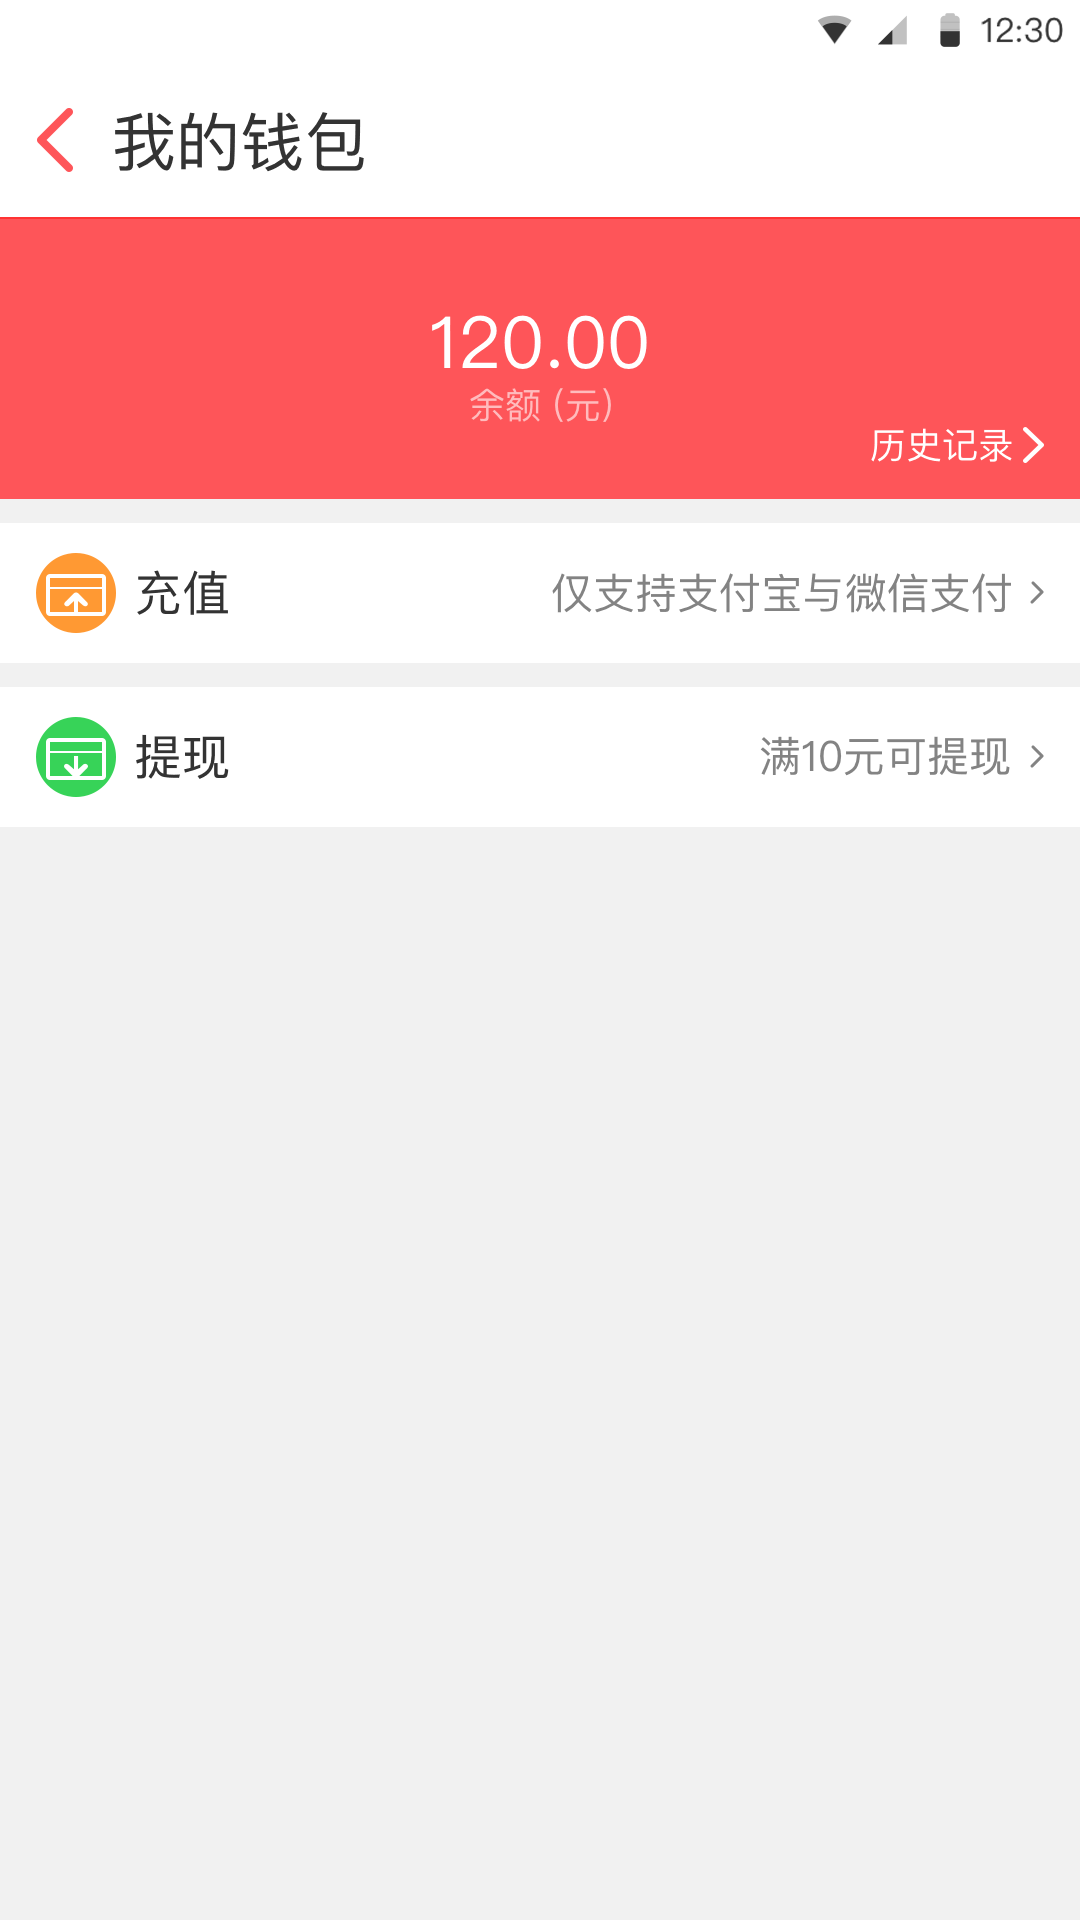 12:30
我的钱包
120.00
余额 (元)
历史记录
充值 仅支持支付宝与微信支付
提现 满10元可提现